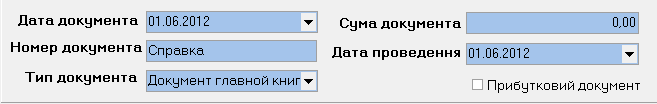 Дата документа 01.06.2012 Сума документа 0,00
Номер документа Справка Дата проведення 01.06.2012
Тип документа Документ главной книг Прибутковий документ